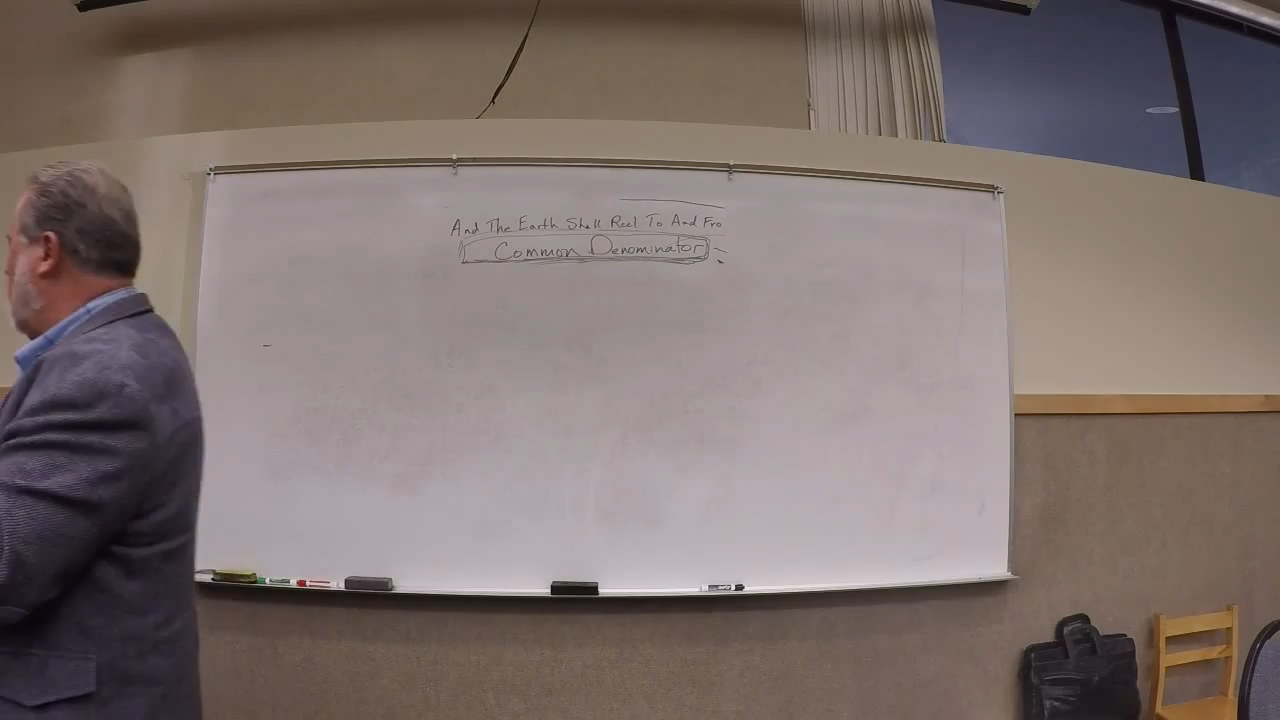 And The Earth Shall Reel To And Fro
Common Denominator